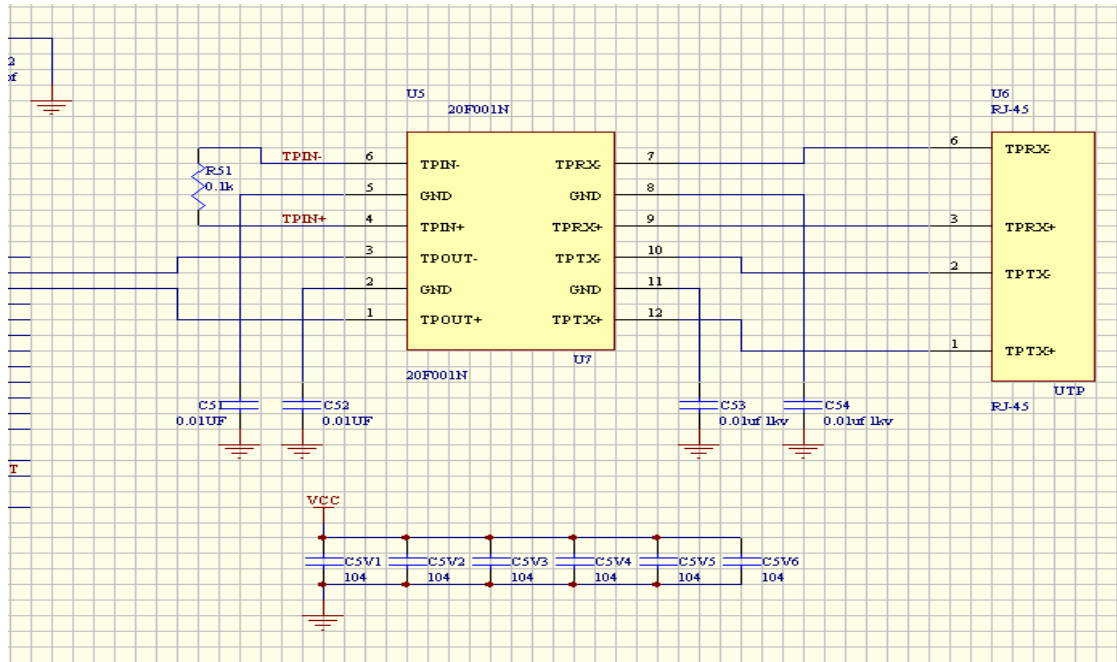 2
of
U5
20F001N
U6
RJ-45
TPIN- 6 TPIN- TPRX- 7 6 TPRX-
R51
0.1k
5 GND GND 8
TPIN+ 4 TPIN+ TPRX+ 9 3 TPRX+
3 TPOUT- TPTX- 10 2 TPTX-
2 GND GND 11
1 TPOUT+ TPTX+ 12 1 TPTX+
U7
20F001N
UTP
RJ-45
C51
0.01UF
C52
0.01UF
C53
0.01uf 1kv
C54
0.01uf 1kv
T
VCC
C5V1 C5V2 C5V3 C5V4 C5V5 C5V6
104 104 104 104 104 104